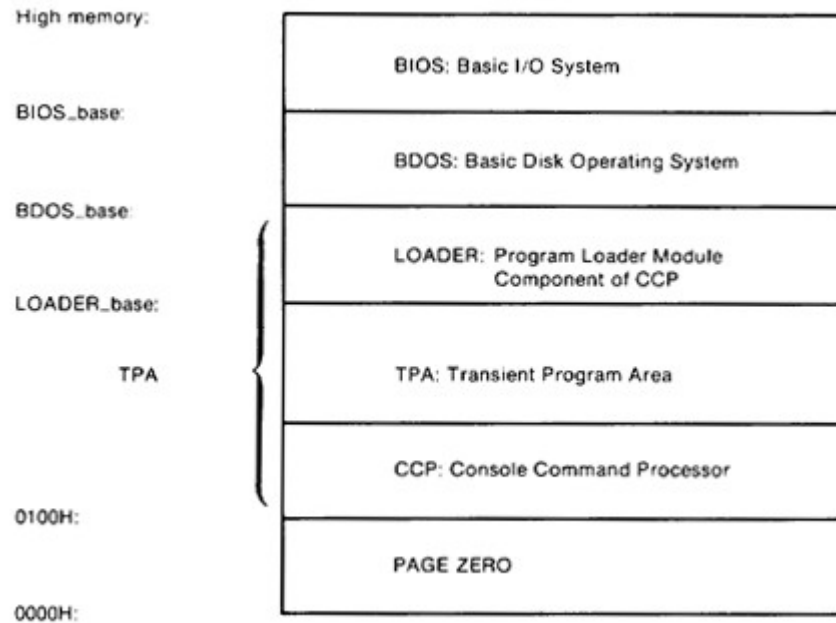 High memory:
BIOS: Basic I/O System
BIOS_base:
BDOS: Basic Disk Operating System
BDOS_base:
LOADER: Program Loader Module
Component of CCP
LOADER_base:
TPA
TPA: Transient Program Area
CCP: Console Command Processor
0100H:
PAGE ZERO
0000H: